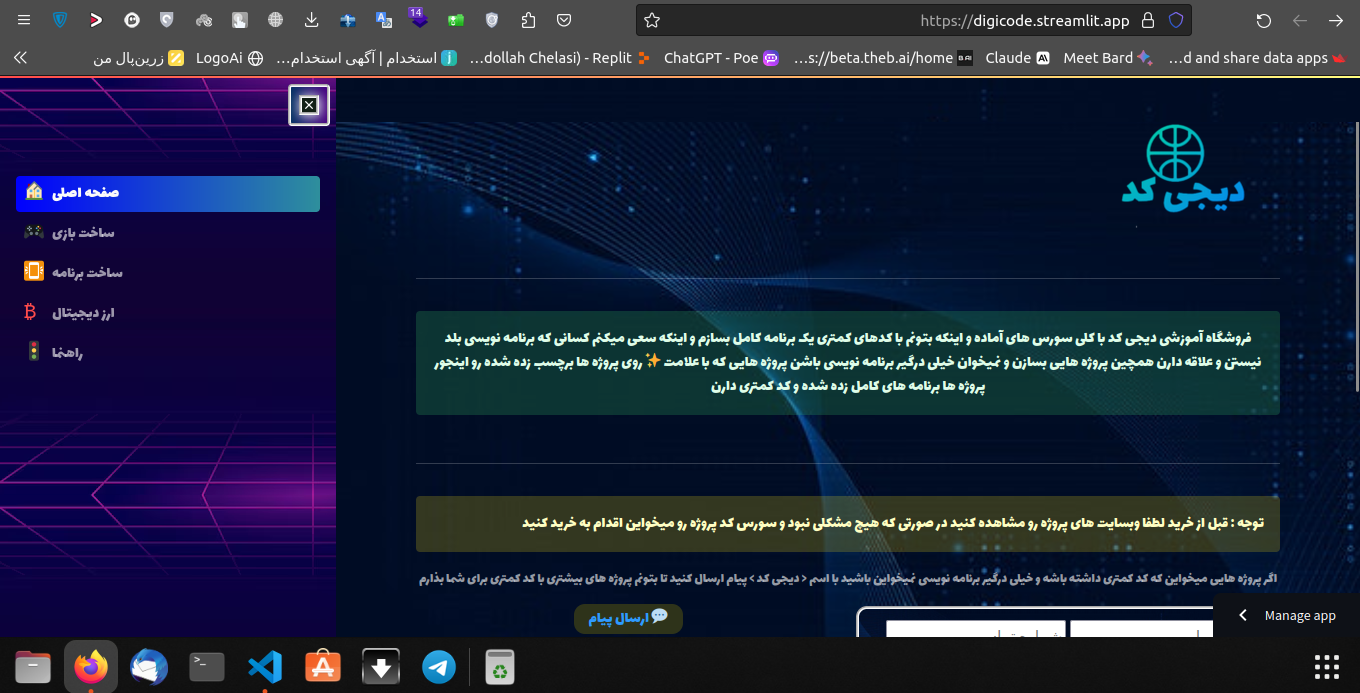 14
https://digicode.streamlit.app
...d and share data apps
Meet Bard
Claude
...s://beta.theb.ai/home
ChatGPT - Poe
...dollah Chelasi) - Replit
استخدام | آگهی استخدام...
LogoAi
زرین‌پال من
صفحه اصلی
ساخت بازی
ساخت برنامه
ارز دیجیتال
راهنما
دیجی کد
فروشگاه آموزشی دیجی کد با کلی سورس های آماده و اینکه بتونم با کدهای کمتری یک برنامه کامل بسازم و اینکه سعی میکنم کسانی که برنامه نویسی بلد
نیستن و علاقه دارن همچین پروژه هایی بسازن و نمیخوان خیلی درگیر برنامه نویسی باشن پروژه هایی که با علامت ✨ روی پروژه ها برچسب زده شده رو اینجور
پروژه ها برنامه های کامل زده شده و کد کمتری دارن
توجه : قبل از خرید لطفا وبسایت های پروژه رو مشاهده کنید در صورتی که هیچ مشکلی نبود و سورس کد پروژه رو میخواین اقدام به خرید کنید
اگر پروژه هایی میخواین که کد کمتری داشته باشه و خیلی درگیر برنامه نویسی نمیخواین باشید با اسم < دیجی کد > پیام ارسال کنید تا بتونم پروژه های بیشتری با کد کمتری برای شما بذارم
💬 ارسال پیام
Manage app